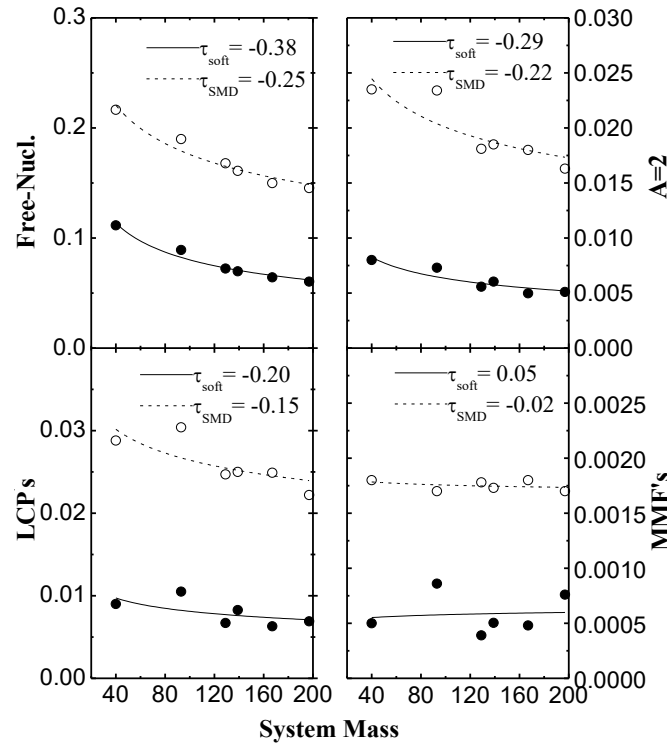 0.3
0.2
0.1
0.0
Free-Nucl.
τsoft= -0.38
τSMD= -0.25
τsoft= -0.29
τSMD= -0.22
0.030
0.025
0.020
0.015
0.010
0.005
0.000
A=2
0.03
0.02
0.01
0.00
LCP's
τsoft= -0.20
τSMD= -0.15
τsoft= 0.05
τSMD= -0.02
0.0025
0.0020
0.0015
0.0010
0.0005
0.0000
MMF's
40 80 120 160 200
40 80 120 160 200
System Mass